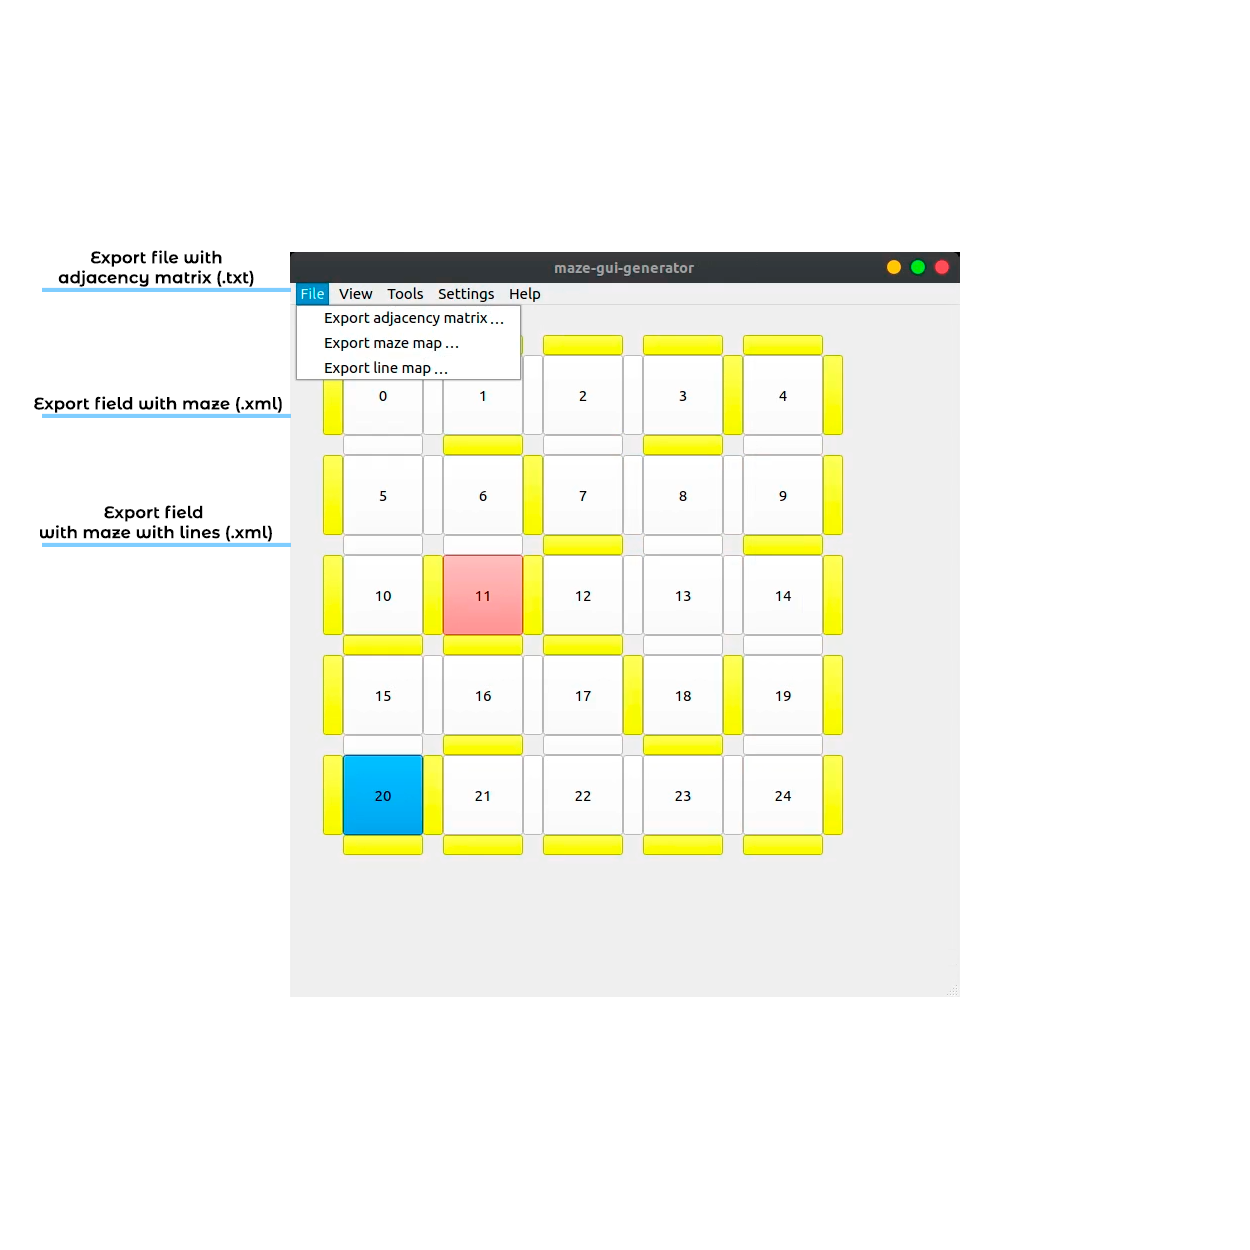 Export file with
adjacency matrix (.txt)
Export field with maze (.xml)
Export field
with maze with lines (.xml)
maze-gui-generator
File View Tools Settings Help
Export adjacency matrix ...
Export maze map ...
Export line map ...
0 1 2 3 4
5 6 7 8 9
10 11 12 13 14
15 16 17 18 19
20 21 22 23 24